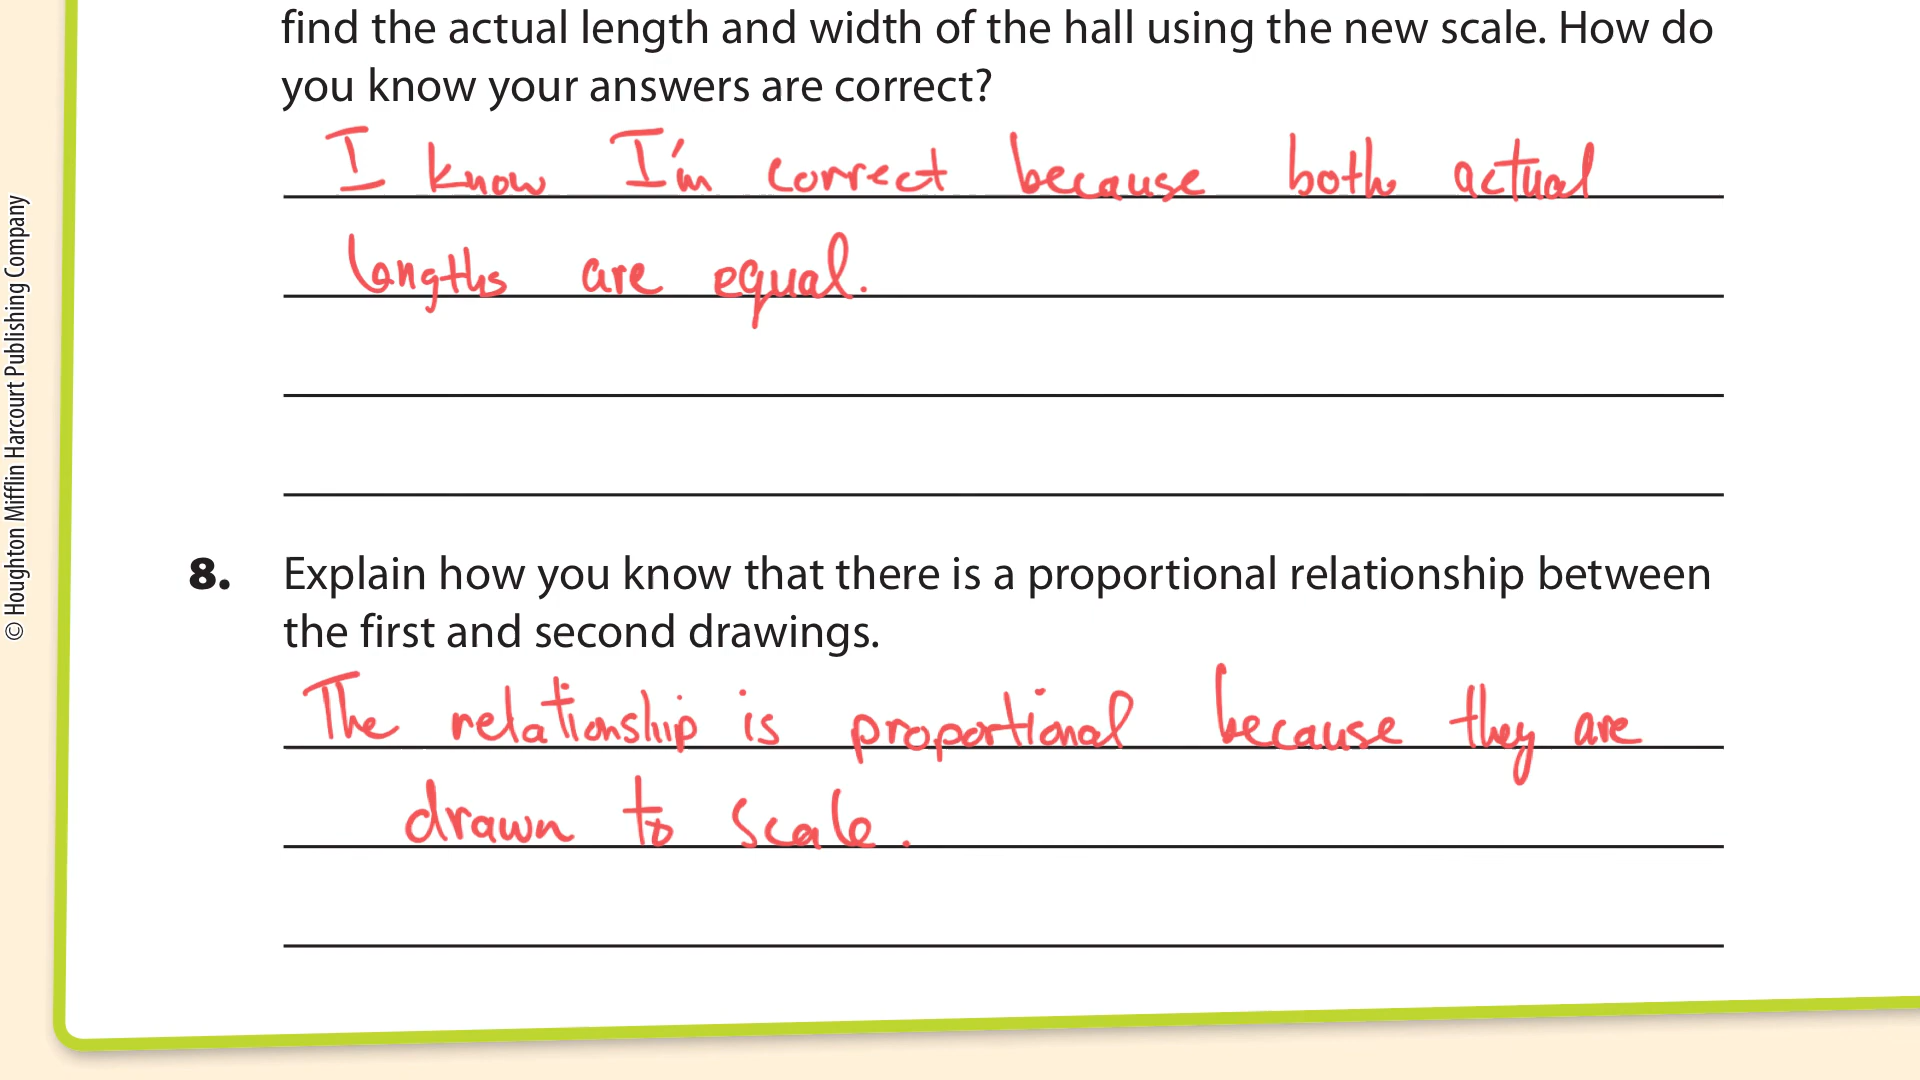 find the actual length and width of the hall using the new scale. How do
you know your answers are correct?
I know I'm correct because both actual
lengths are equal.
8. Explain how you know that there is a proportional relationship between
the first and second drawings.
The relationship is proportional because they are
drawn to scale.
© Houghton Mifflin Harcourt Publishing Company